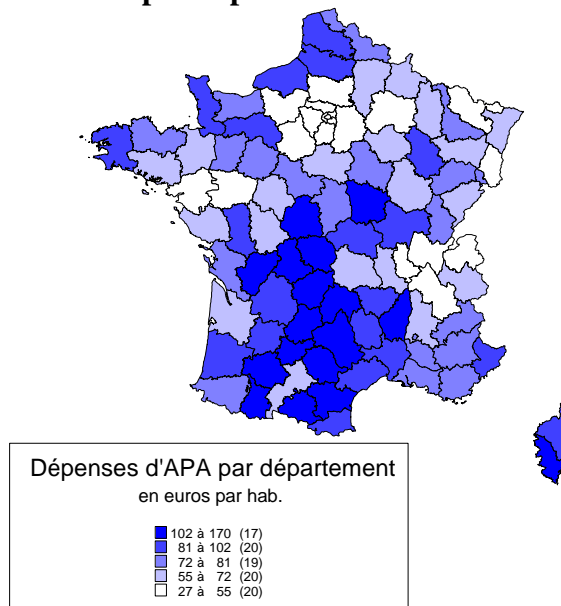 Dépenses d'APA par département
en euros par hab.
102 à 170 (17)
81 à 102 (20)
72 à 81 (19)
55 à 72 (20)
27 à 55 (20)